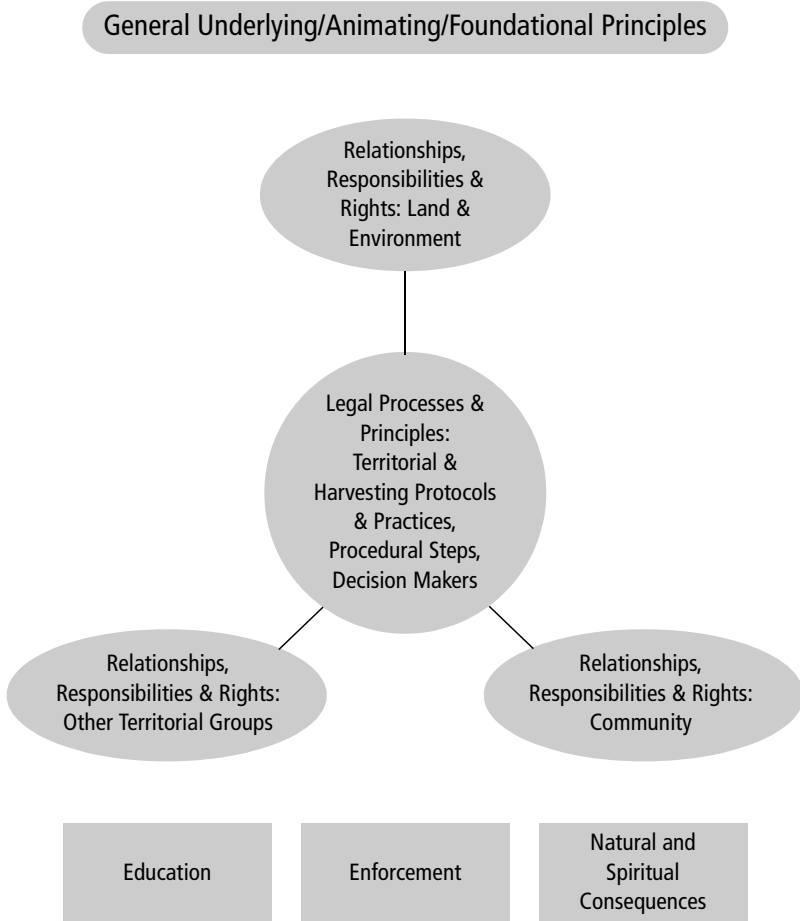 General Underlying/Animating/Foundational Principles
Relationships,
Responsibilities &
Rights: Land &
Environment
Legal Processes &
Principles:
Territorial &
Harvesting Protocols
& Practices,
Procedural Steps,
Decision Makers
Relationships,
Responsibilities & Rights:
Other Territorial Groups
Relationships,
Responsibilities & Rights:
Community
Education
Enforcement
Natural and
Spiritual
Consequences